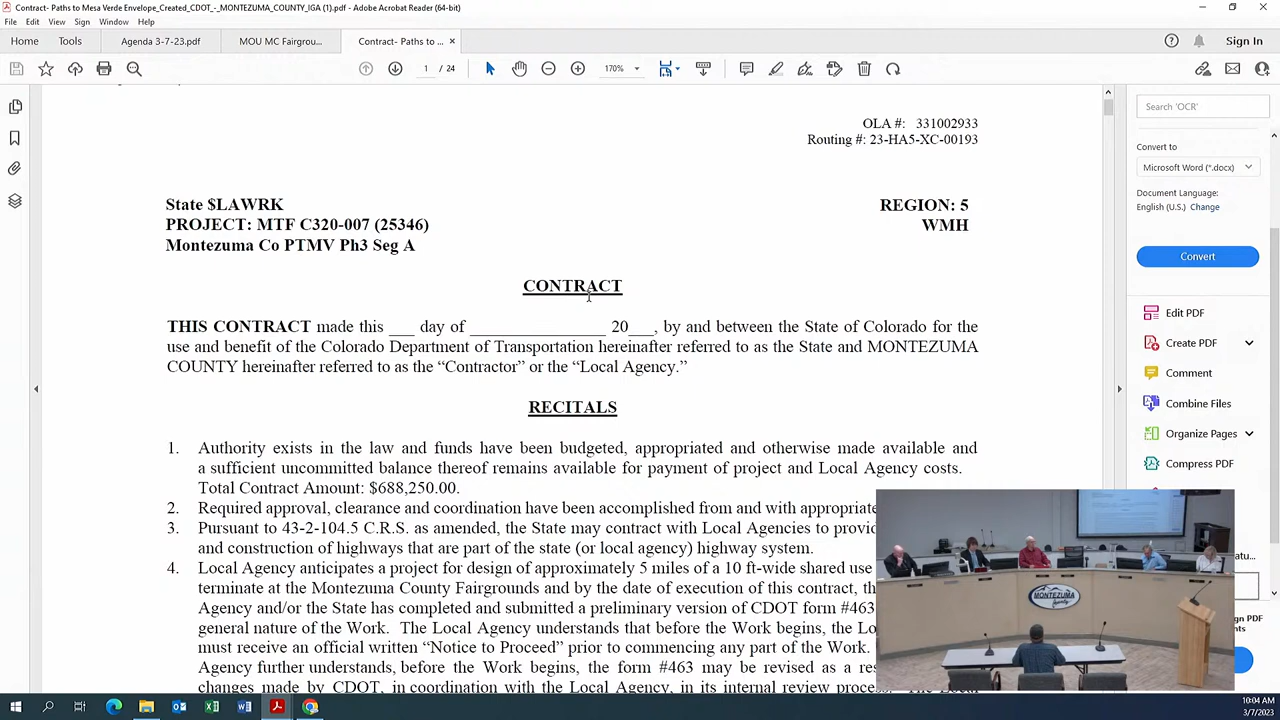 Contract- Paths to Mesa Verde Envelope_Created_CDOT_-_MONTEZUMA_COUNTY_IGA (1).pdf - Adobe Acrobat Reader (64-bit)
File Edit View Sign Window Help
Home Tools Agenda 3-7-23.pdf MOU MC Fairgrou... Contract- Paths to ... Sign In
1 / 24 170%
OLA #: 331002933
Routing #: 23-HA5-XC-00193
State $LAWRK
PROJECT: MTF C320-007 (25346)
Montezuma Co PTMV Ph3 Seg A
REGION: 5
WMH
CONTRACT
THIS CONTRACT made this ___ day of ________________ 20___, by and between the State of Colorado for the
use and benefit of the Colorado Department of Transportation hereinafter referred to as the State and MONTEZUMA
COUNTY hereinafter referred to as the “Contractor” or the “Local Agency.”
RECITALS
1. Authority exists in the law and funds have been budgeted, appropriated and otherwise made available and
a sufficient uncommitted balance thereof remains available for payment of project and Local Agency costs.
Total Contract Amount: $688,250.00.
2. Required approval, clearance and coordination have been accomplished from and with appropriate
3. Pursuant to 43-2-104.5 C.R.S. as amended, the State may contract with Local Agencies to provid
and construction of highways that are part of the state (or local agency) highway system.
4. Local Agency anticipates a project for design of approximately 5 miles of a 10 ft-wide shared use
terminate at the Montezuma County Fairgrounds and by the date of execution of this contract, the
Agency and/or the State has completed and submitted a preliminary version of CDOT form #463
general nature of the Work. The Local Agency understands that before the Work begins, the Lo
must receive an official written “Notice to Proceed” prior to commencing any part of the Work.
Agency further understands, before the Work begins, the form #463 may be revised as a res
changes made by CDOT, in coordination with the Local Agency, in its internal review process. The Local
Search 'OCR'
Convert to
Microsoft Word (*.docx)
Document Language:
English (U.S.) Change
Convert
Edit PDF
Create PDF
Comment
Combine Files
Organize Pages
Compress PDF
MONTEZUMA
County
10:04 AM
3/7/2023